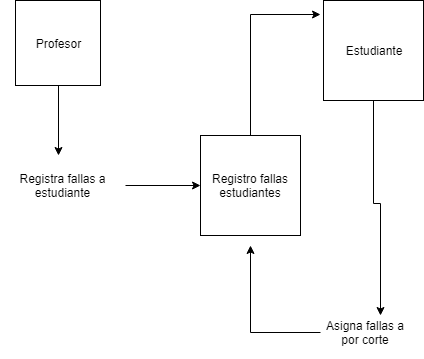 Profesor
Estudiante
Registra fallas a
estudiante
Registro fallas
estudiantes
Asigna fallas a
por corte